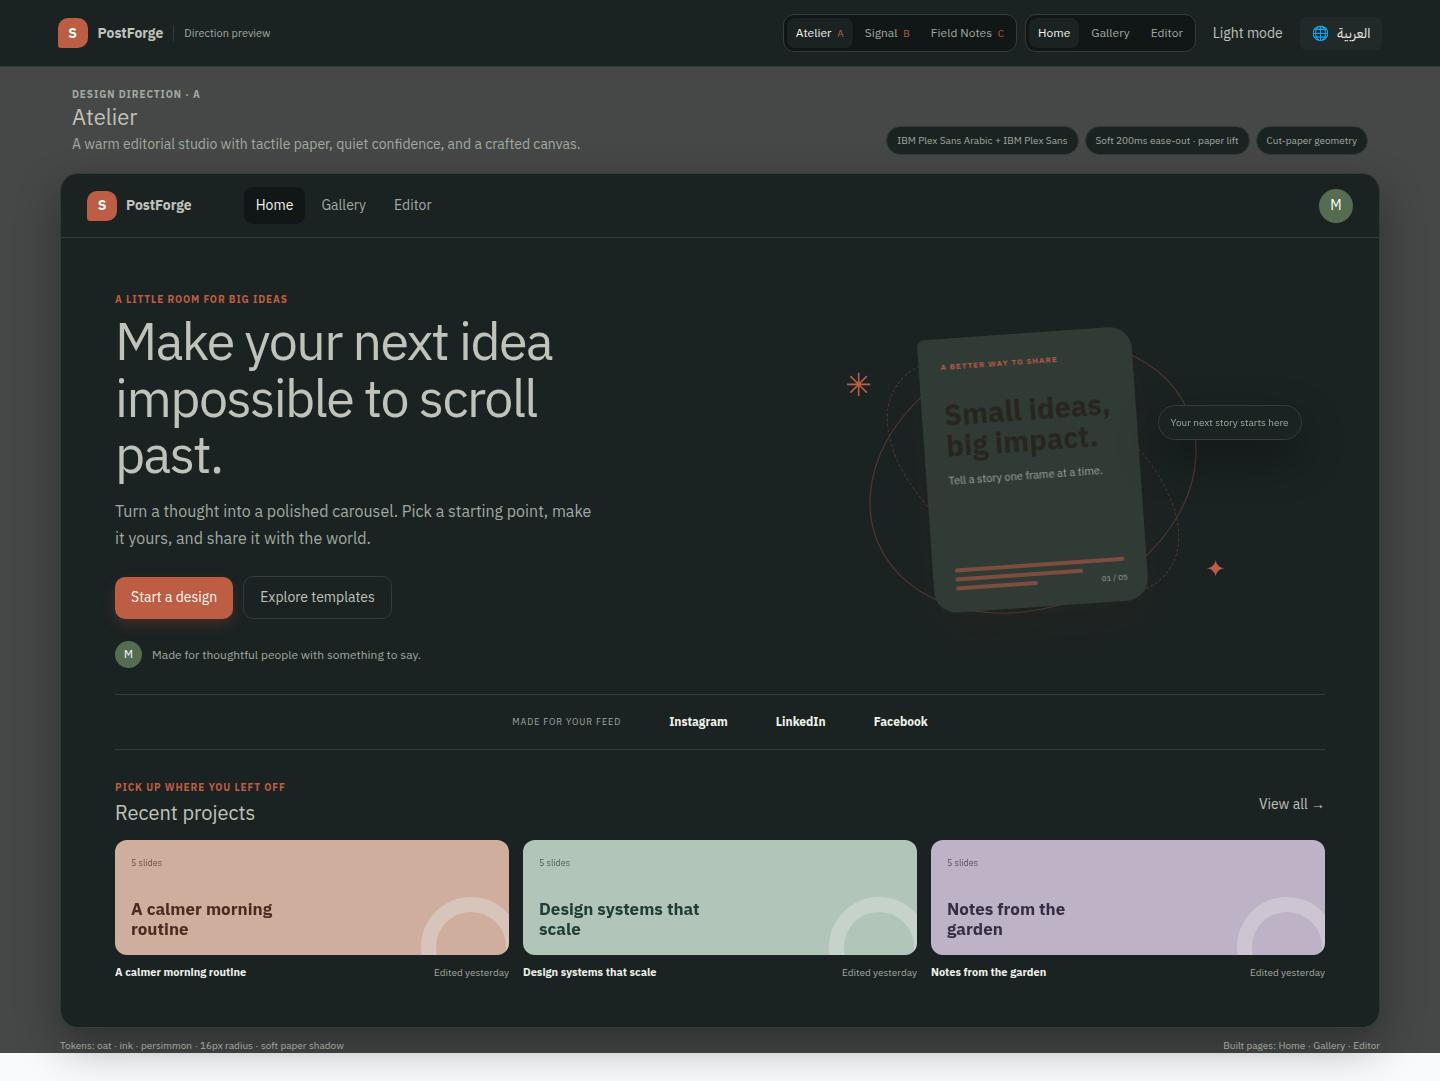 S PostForge Direction preview Atelier A Signal B Field Notes C Home Gallery Editor Light mode العربية
DESIGN DIRECTION · A
Atelier
A warm editorial studio with tactile paper, quiet confidence, and a crafted canvas.
IBM Plex Sans Arabic + IBM Plex Sans Soft 200ms ease-out · paper lift Cut-paper geometry
S PostForge Home Gallery Editor M
A LITTLE ROOM FOR BIG IDEAS
Make your next idea
impossible to scroll
past.
Turn a thought into a polished carousel. Pick a starting point, make
it yours, and share it with the world.
Start a design Explore templates
M Made for thoughtful people with something to say.
A BETTER WAY TO SHARE
Small ideas,
big impact.
Tell a story one frame at a time.
01 / 05
Your next story starts here
MADE FOR YOUR FEED Instagram LinkedIn Facebook
PICK UP WHERE YOU LEFT OFF
Recent projects
View all →
5 slides
A calmer morning
routine
A calmer morning routine Edited yesterday
5 slides
Design systems that
scale
Design systems that scale Edited yesterday
5 slides
Notes from the
garden
Notes from the garden Edited yesterday
Tokens: oat · ink · persimmon · 16px radius · soft paper shadow
Built pages: Home · Gallery · Editor